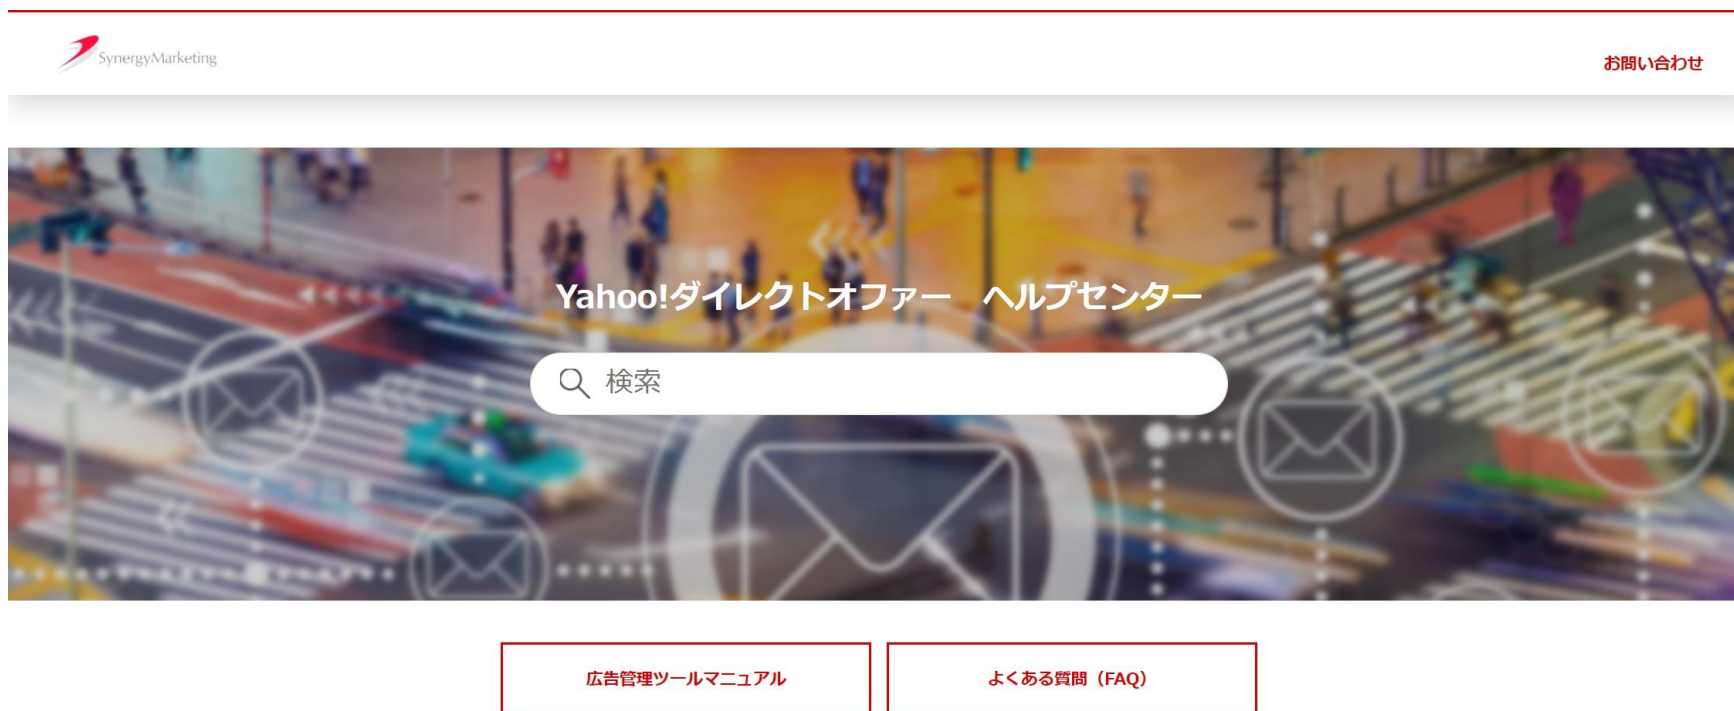 SynergyMarketing
お問い合わせ
Yahoo!ダイレクトオファー　ヘルプセンター
検索
広告管理ツールマニュアル
よくある質問（FAQ）